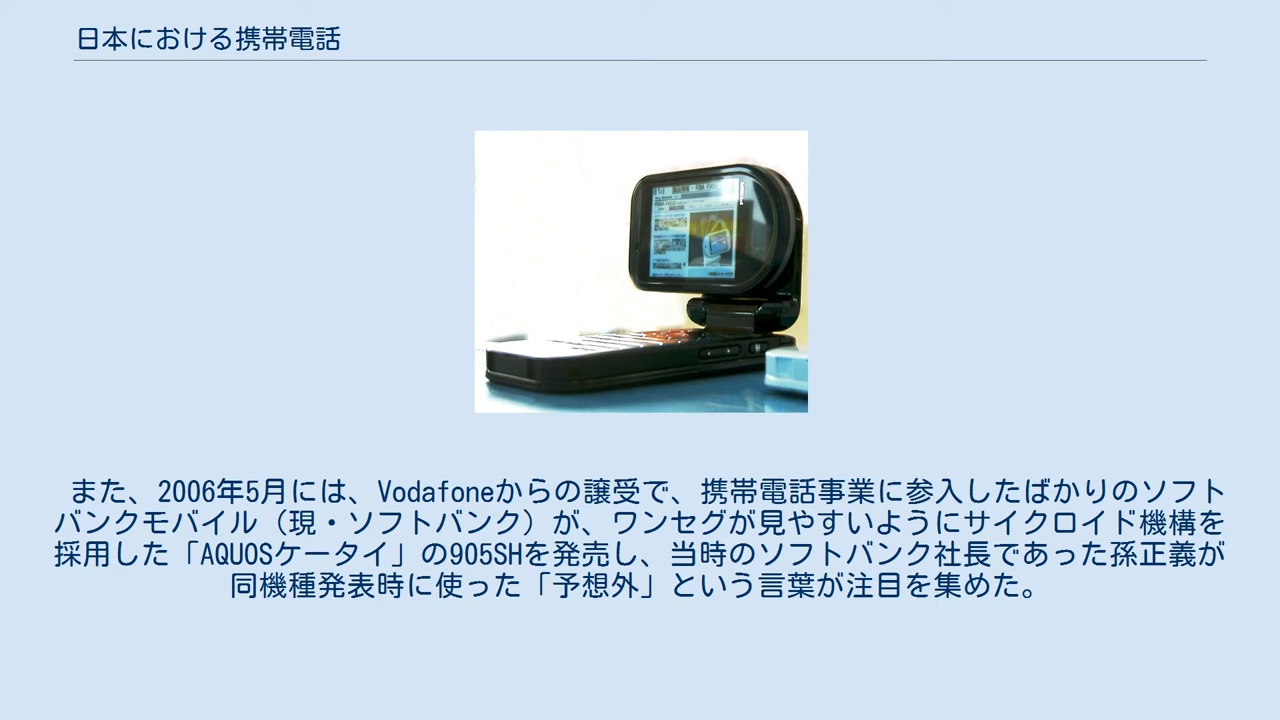 日本における携帯電話
また、2006年5月には、Vodafoneからの譲受で、携帯電話事業に参入したばかりのソフト
バンクモバイル（現・ソフトバンク）が、ワンセグが見やすいようにサイクロイド機構を
採用した「AQUOSケータイ」の905SHを発売し、当時のソフトバンク社長であった孫正義が
同機種発表時に使った「予想外」という言葉が注目を集めた。